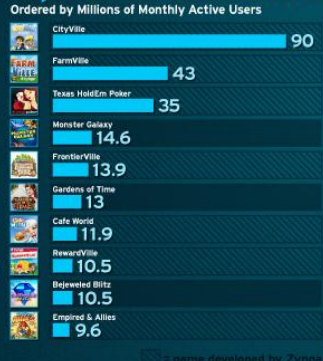 Ordered by Millions of Monthly Active Users
CityVille
90
FarmVille
43
Texas HoldEm Poker
35
Monster Galaxy
14.6
FrontierVille
13.9
Gardens of Time
13
Cafe World
11.9
RewardVille
10.5
Bejeweled Blitz
10.5
Empired & Allies
9.6
= a game developed by Zynga